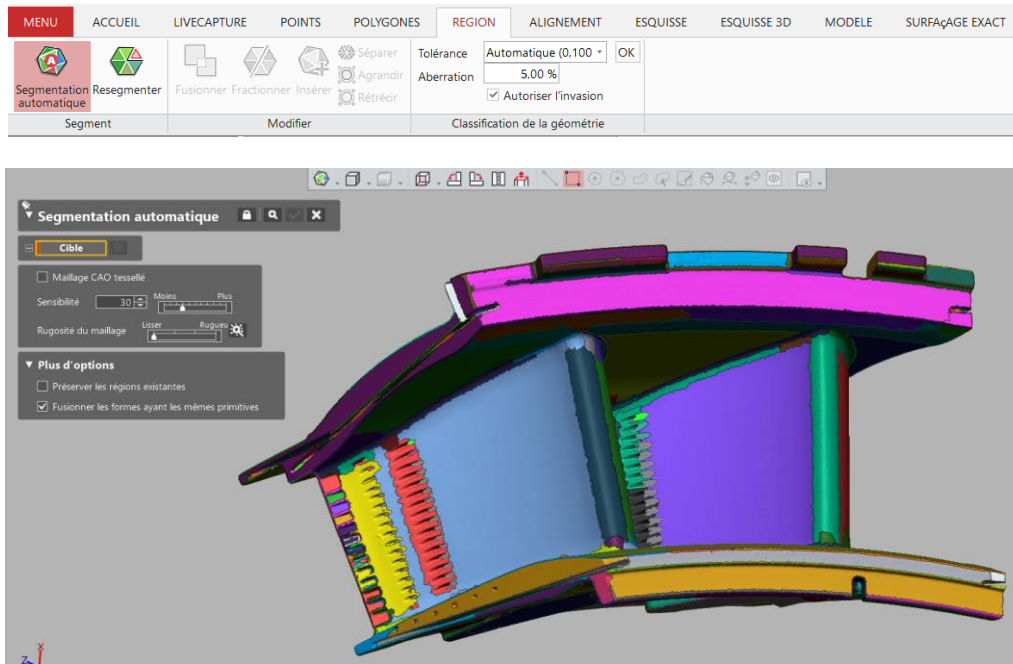 MENU ACCUEIL LIVECAPTURE POINTS POLYGONES REGION ALIGNEMENT ESQUISSE ESQUISSE 3D MODELE SURFAçAGE EXACT
Segmentation automatique
Resegmenter
Fusionner Fractionner Insérer
Séparer
Agrandir
Rétrécir
Tolérance Automatique (0,100 OK
Aberration 5,00 %
Autoriser l'invasion
Segment Modifier Classification de la géométrie
Segmentation automatique
Cible
Maillage CAO tessellé
Sensibilité 30 Moins Plus
Rugosité du maillage Lisser Rugueu
Plus d'options
Préserver les régions existantes
Fusionner les formes ayant les mêmes primitives
X
Z